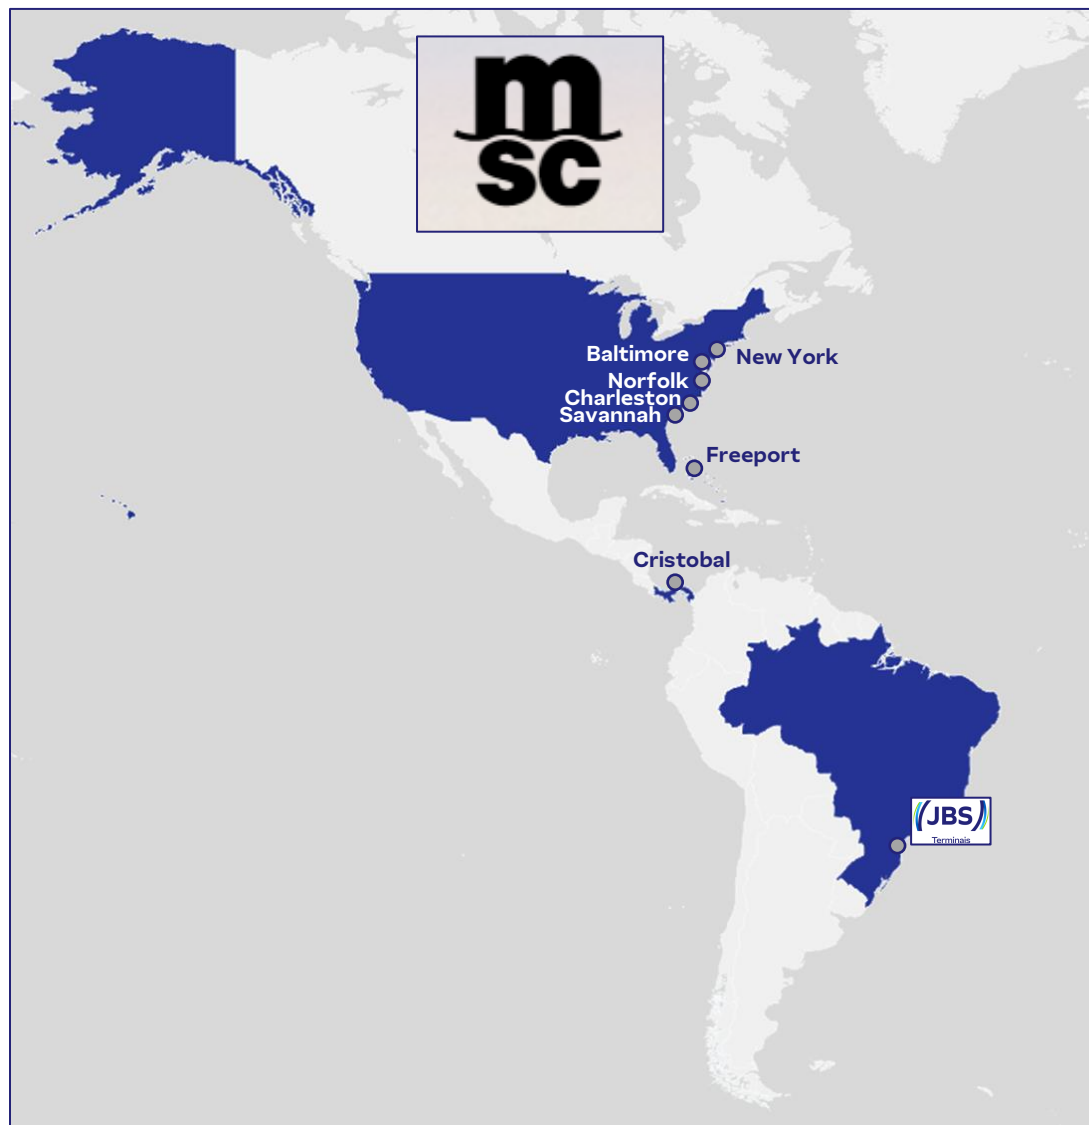 msc
Baltimore
New York
Norfolk
Charleston
Savannah
Freeport
Cristobal
(JBS)
Terminais